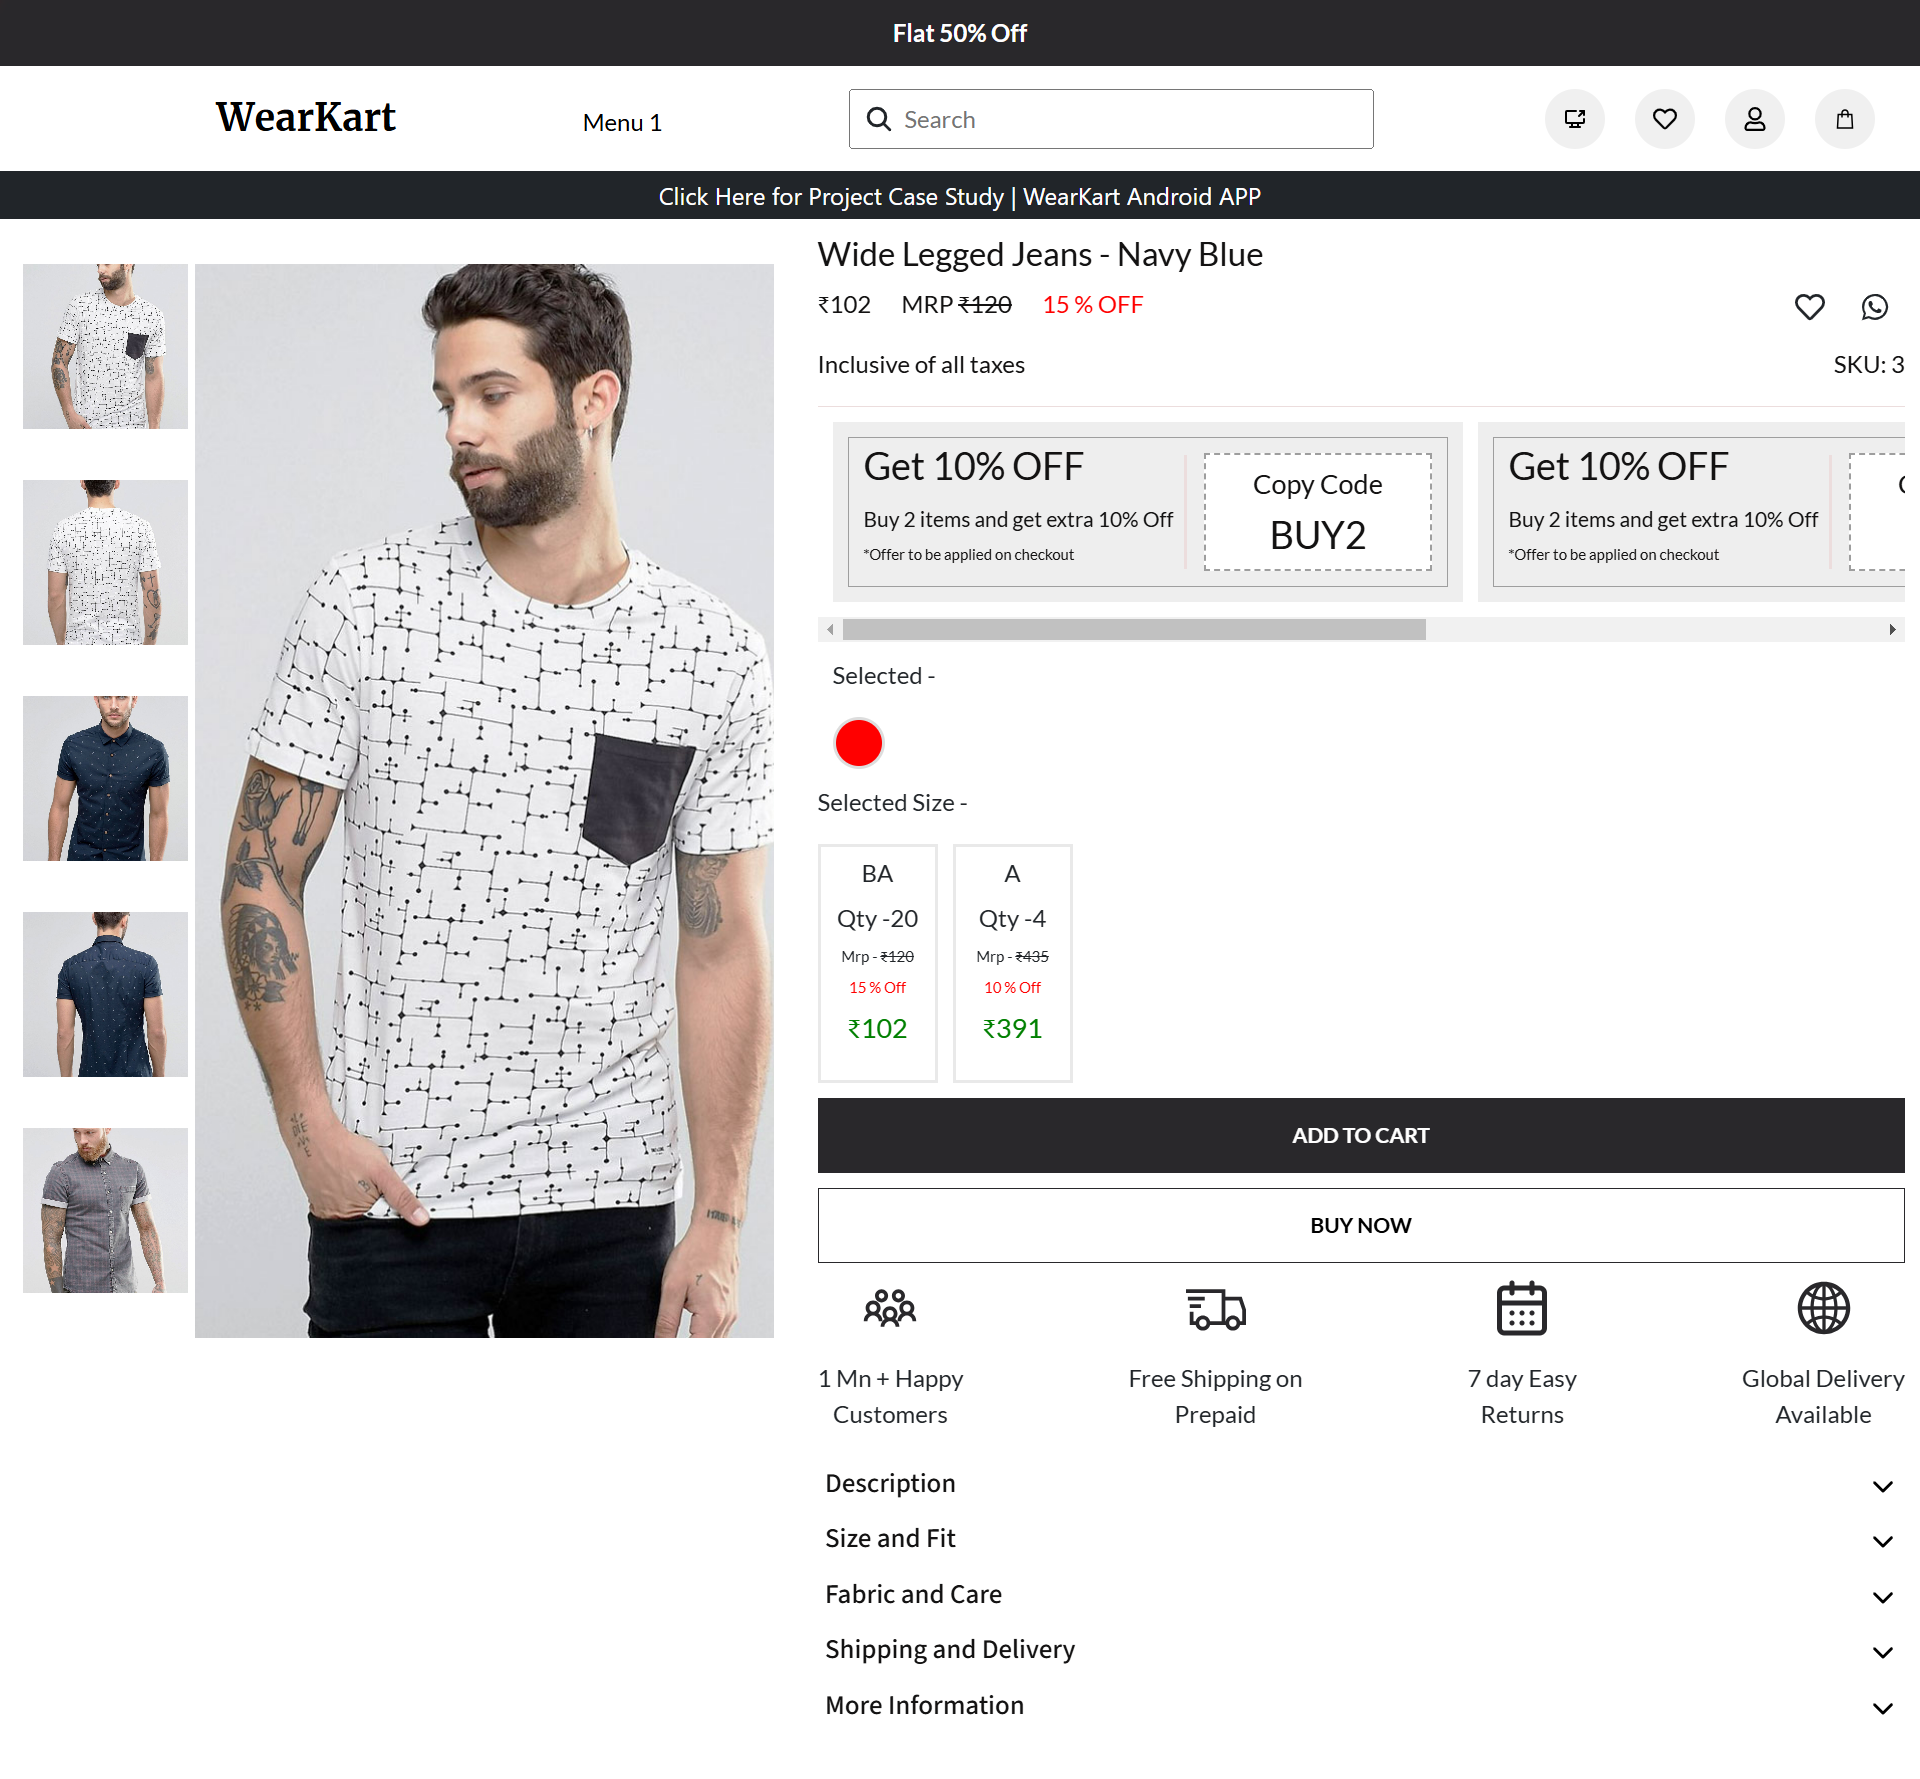 Flat 50% Off
WearKart
Menu 1
Search
Click Here for Project Case Study | WearKart Android APP
Wide Legged Jeans - Navy Blue
₹102 MRP ₹120 15 % OFF
Inclusive of all taxes
SKU: 3
Get 10% OFF
Buy 2 items and get extra 10% Off
*Offer to be applied on checkout
Copy Code
BUY2
Get 10% OFF
Buy 2 items and get extra 10% Off
*Offer to be applied on checkout
Selected -
Selected Size -
BA
Qty -20
Mrp - ₹120
15 % Off
₹102
A
Qty -4
Mrp - ₹435
10 % Off
₹391
ADD TO CART
BUY NOW
1 Mn + Happy
Customers
Free Shipping on
Prepaid
7 day Easy
Returns
Global Delivery
Available
Description
Size and Fit
Fabric and Care
Shipping and Delivery
More Information